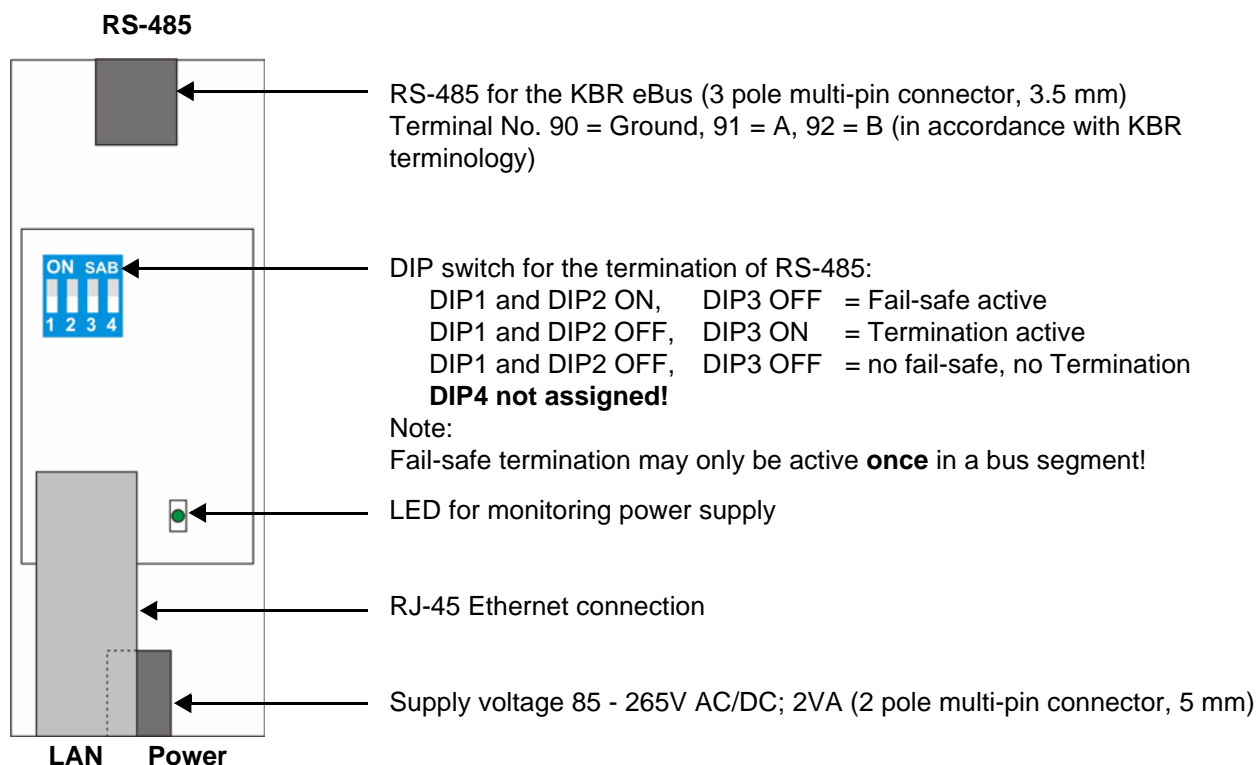 RS-485
RS-485 for the KBR eBus (3 pole multi-pin connector, 3.5 mm)
Terminal No. 90 = Ground, 91 = A, 92 = B (in accordance with KBR
terminology)
ON SAB
1 2 3 4
DIP switch for the termination of RS-485:
DIP1 and DIP2 ON, DIP3 OFF = Fail-safe active
DIP1 and DIP2 OFF, DIP3 ON = Termination active
DIP1 and DIP2 OFF, DIP3 OFF = no fail-safe, no Termination
DIP4 not assigned!
Note:
Fail-safe termination may only be active once in a bus segment!
LED for monitoring power supply
RJ-45 Ethernet connection
Supply voltage 85 - 265V AC/DC; 2VA (2 pole multi-pin connector, 5 mm)
LAN Power